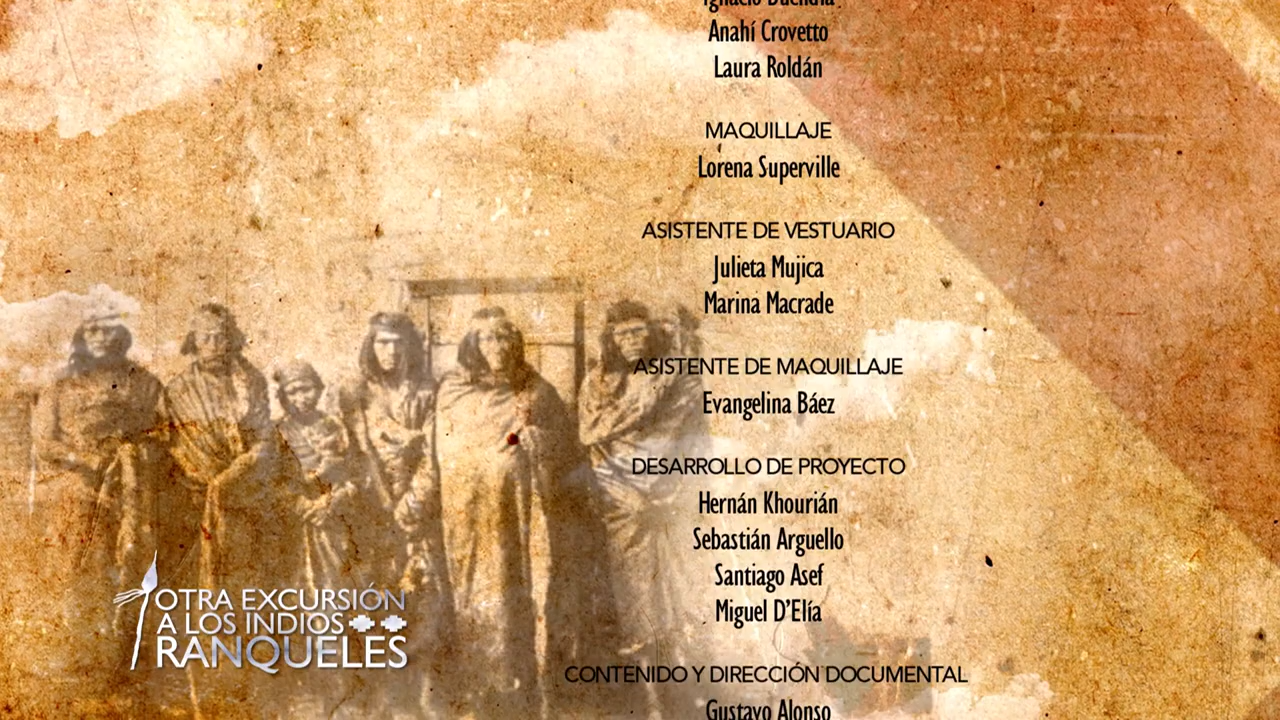 Ignacio Buendía
Anahí Crovetto
Laura Roldán
MAQUILLAJE
Lorena Superville
ASISTENTE DE VESTUARIO
Julieta Mujica
Marina Macrade
ASISTENTE DE MAQUILLAJE
Evangelina Báez
DESARROLLO DE PROYECTO
Hernán Khourián
Sebastián Arguello
Santiago Asef
Miguel D'Elía
CONTENIDO Y DIRECCIÓN DOCUMENTAL
Gustavo Alonso
OTRA EXCURSIÓN
A LOS INDIOS
RANQUELES